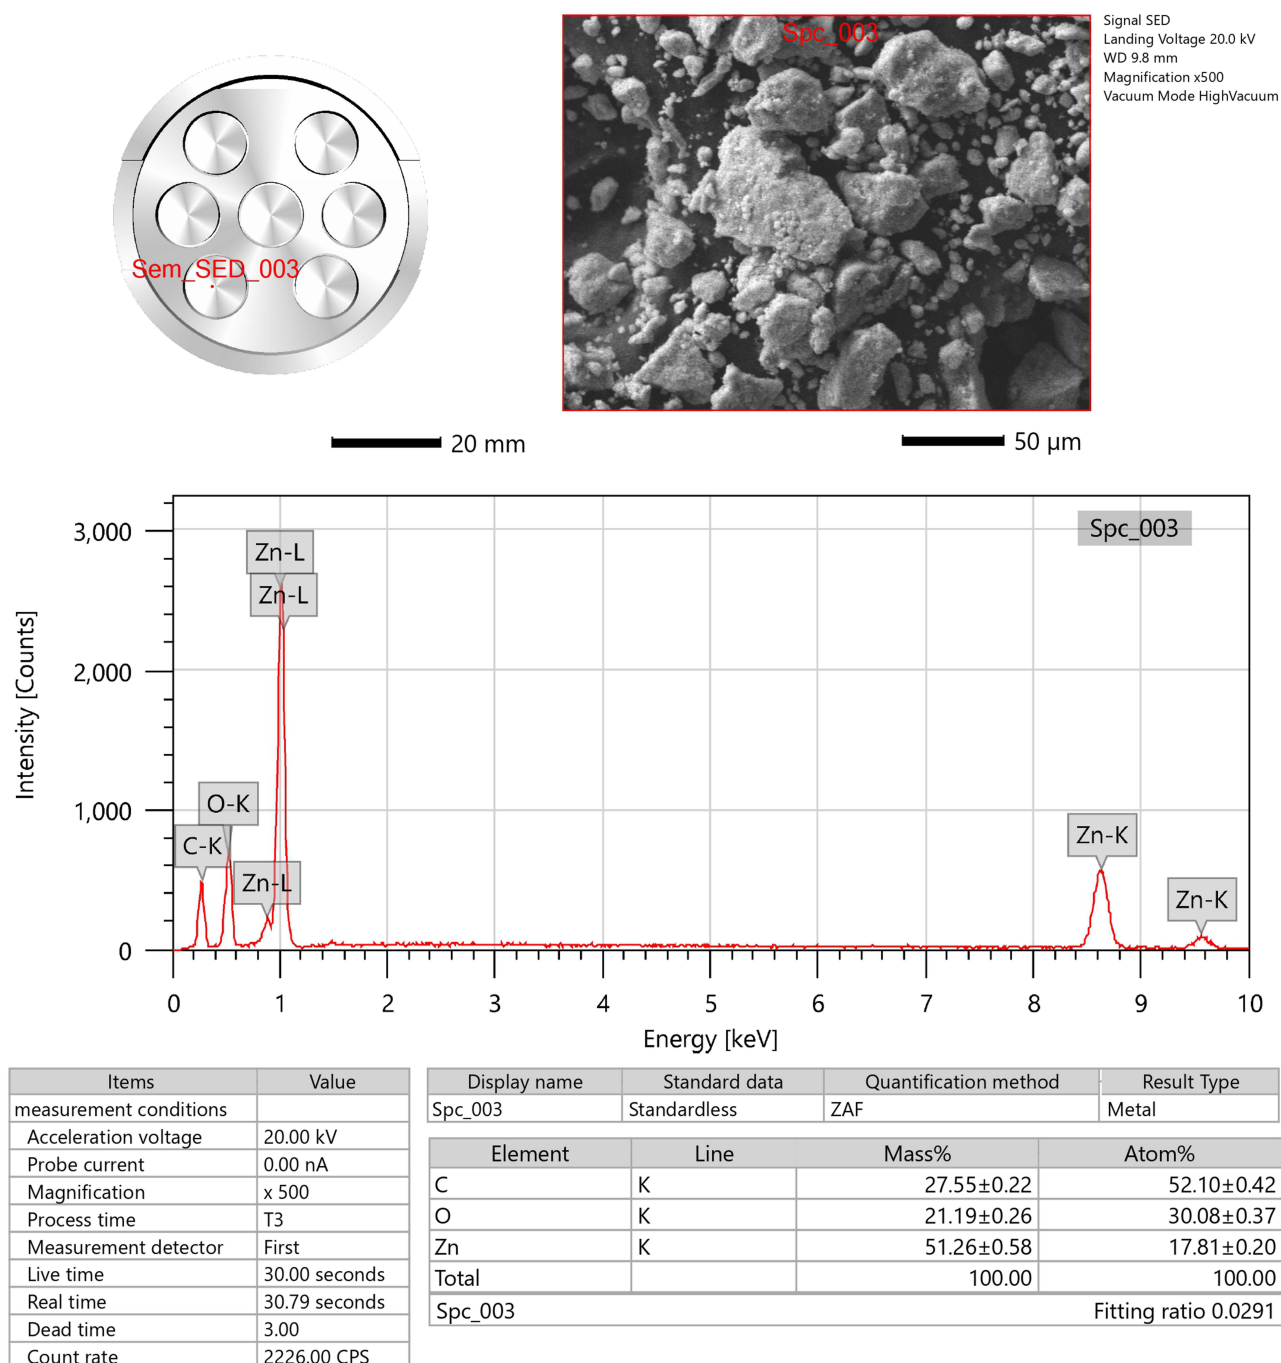 Spc_003
Signal SED
Landing Voltage 20.0 kV
WD 9.8 mm
Magnification x500
Vacuum Mode HighVacuum
Sem_SED_003
20 mm
50 µm
Spc_003
3,000
2,000
1,000
0
Intensity [Counts]
Zn-L
Zn-L
O-K
C-K
Zn-L
Zn-K
Zn-K
0 1 2 3 4 5 6 7 8 9 10
Energy [keV]
Items Value
measurement conditions
Acceleration voltage 20.00 kV
Probe current 0.00 nA
Magnification x 500
Process time T3
Measurement detector First
Live time 30.00 seconds
Real time 30.79 seconds
Dead time 3.00
Count rate 2226.00 CPS
Display name Standard data Quantification method Result Type
Spc_003 Standardless ZAF Metal
Element Line Mass% Atom%
C K 27.55±0.22 52.10±0.42
O K 21.19±0.26 30.08±0.37
Zn K 51.26±0.58 17.81±0.20
Total 100.00 100.00
Spc_003 Fitting ratio 0.0291